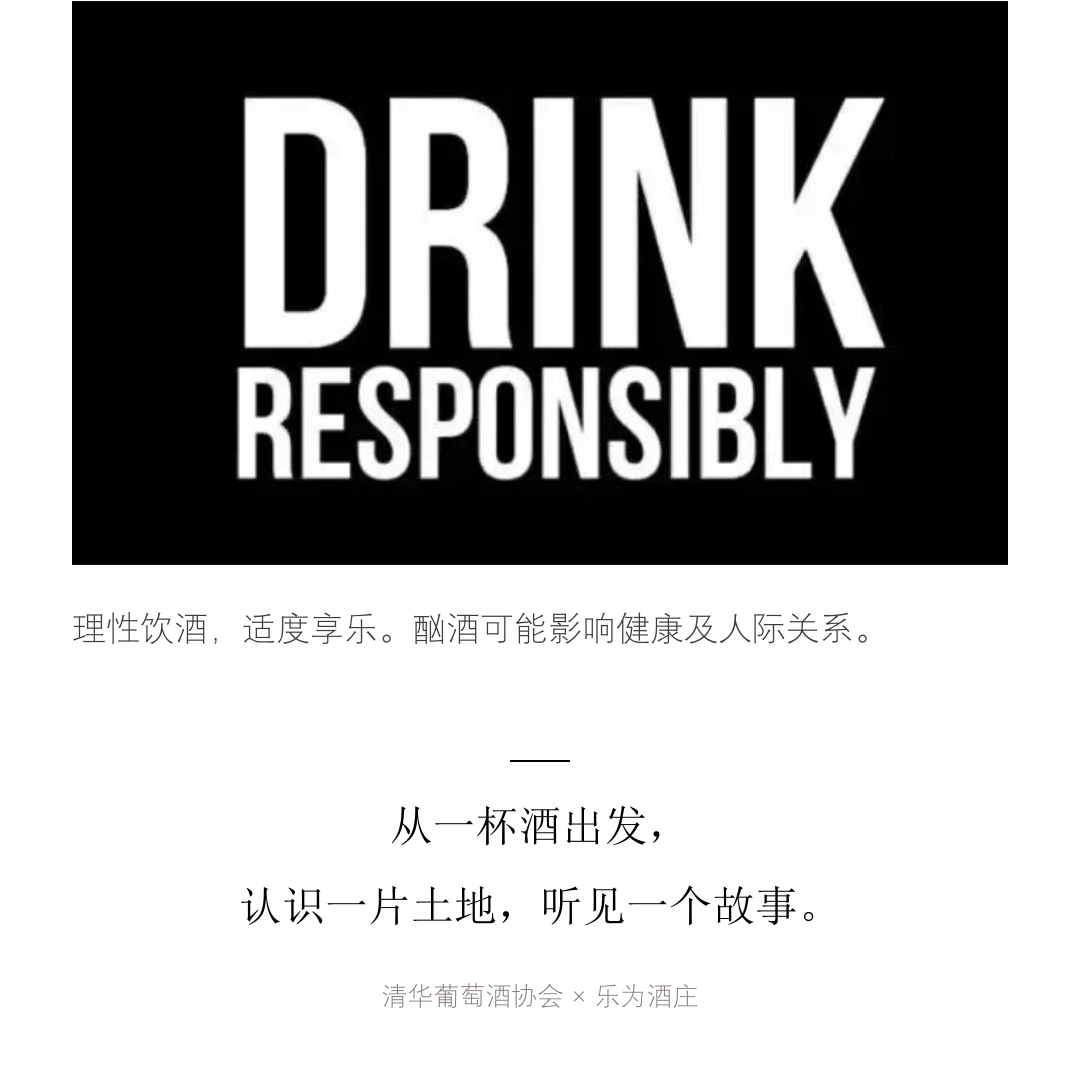 DRINK
RESPONSIBLY
理性饮酒，适度享乐。酗酒可能影响健康及人际关系。
从一杯酒出发，
认识一片土地，听见一个故事。
清华葡萄酒协会 × 乐为酒庄